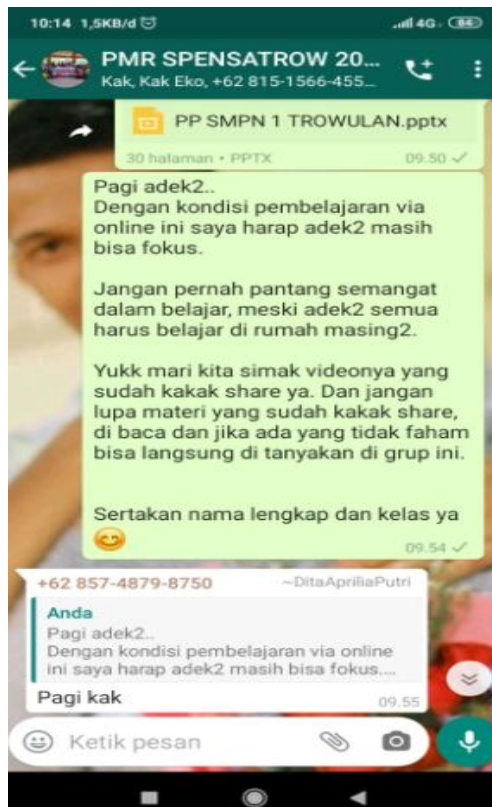 10:14 1,5KB/d 4G 84
PMR SPENSATROW 20...
Kak, Kak Eko, +62 815-1566-455...
PP SMPN 1 TROWULAN.pptx
30 halaman • PPTX 09.50
Pagi adek2..
Dengan kondisi pembelajaran via
online ini saya harap adek2 masih
bisa fokus.
Jangan pernah pantang semangat
dalam belajar, meski adek2 semua
harus belajar di rumah masing2.
Yukk mari kita simak videonya yang
sudah kakak share ya. Dan jangan
lupa materi yang sudah kakak share,
di baca dan jika ada yang tidak faham
bisa langsung di tanyakan di grup ini.
Sertakan nama lengkap dan kelas ya
😊 09.54
+62 857-4879-8750 ~DitaApriliaPutri
Anda
Pagi adek2..
Dengan kondisi pembelajaran via online
ini saya harap adek2 masih bisa fokus....
Pagi kak 09.55
Ketik pesan